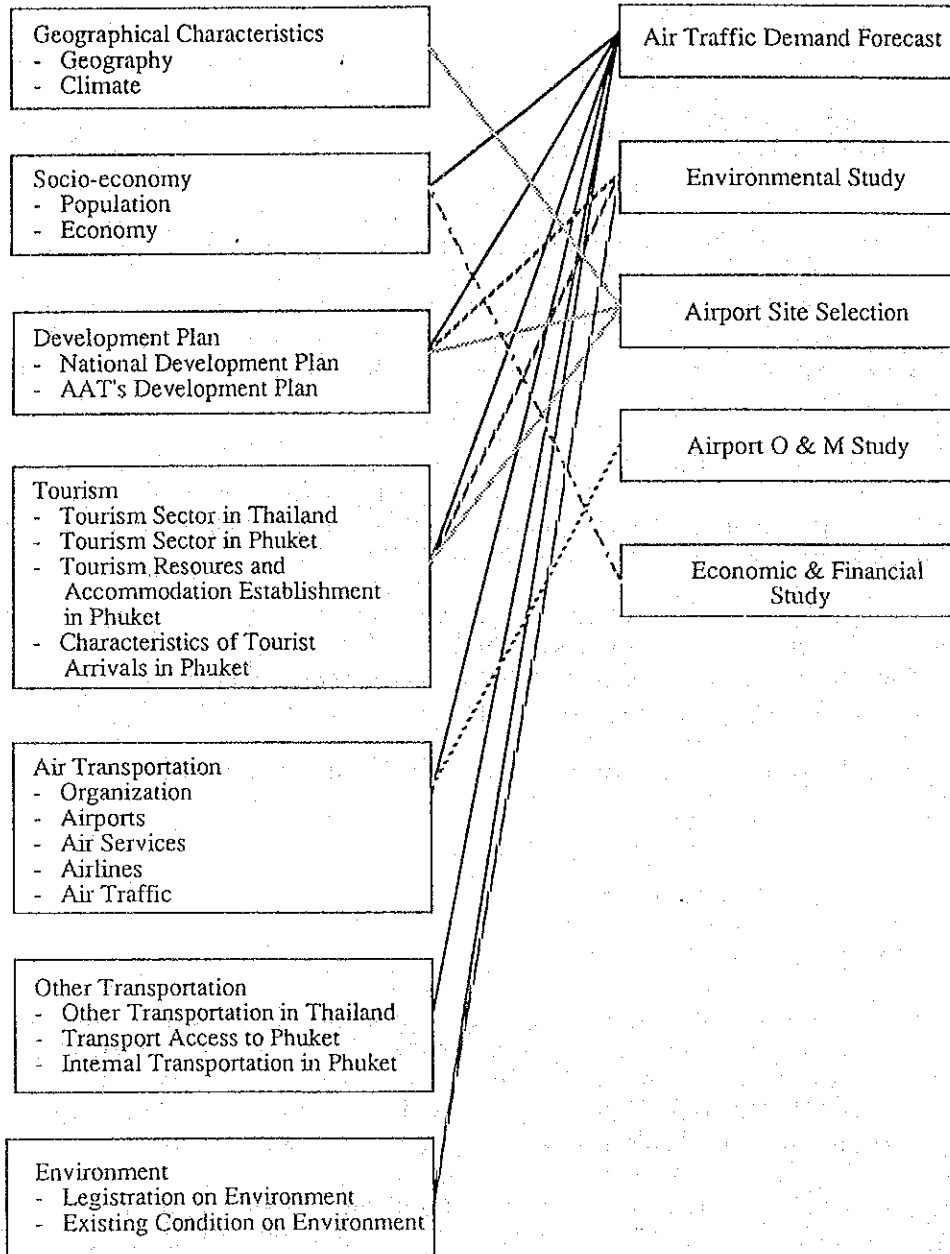 Geographical Characteristics
- Geography
- Climate
Socio-economy
- Population
- Economy
Development Plan
- National Development Plan
- AAT's Development Plan
Tourism
- Tourism Sector in Thailand
- Tourism Sector in Phuket
- Tourism Resoures and
Accommodation Establishment
in Phuket
- Characteristics of Tourist
Arrivals in Phuket
Air Transportation
- Organization
- Airports
- Air Services
- Airlines
- Air Traffic
Other Transportation
- Other Transportation in Thailand
- Transport Access to Phuket
- Internal Transportation in Phuket
Environment
- Legistration on Environment
- Existing Condition on Environment
Air Traffic Demand Forecast
Environmental Study
Airport Site Selection
Airport O & M Study
Economic & Financial
Study